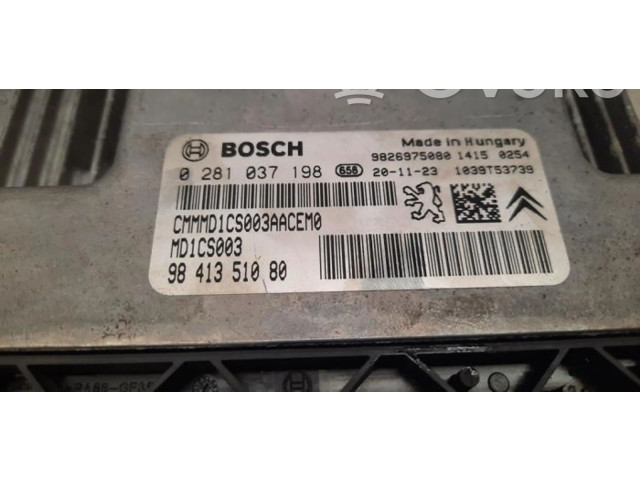 BOSCH
Made in Hungary
9826975080 1415 0254
0 281 037 198 658 20-11-23 1039T53739
CMMMD1CS003AACEM0
MD1CS003
98 413 510 80